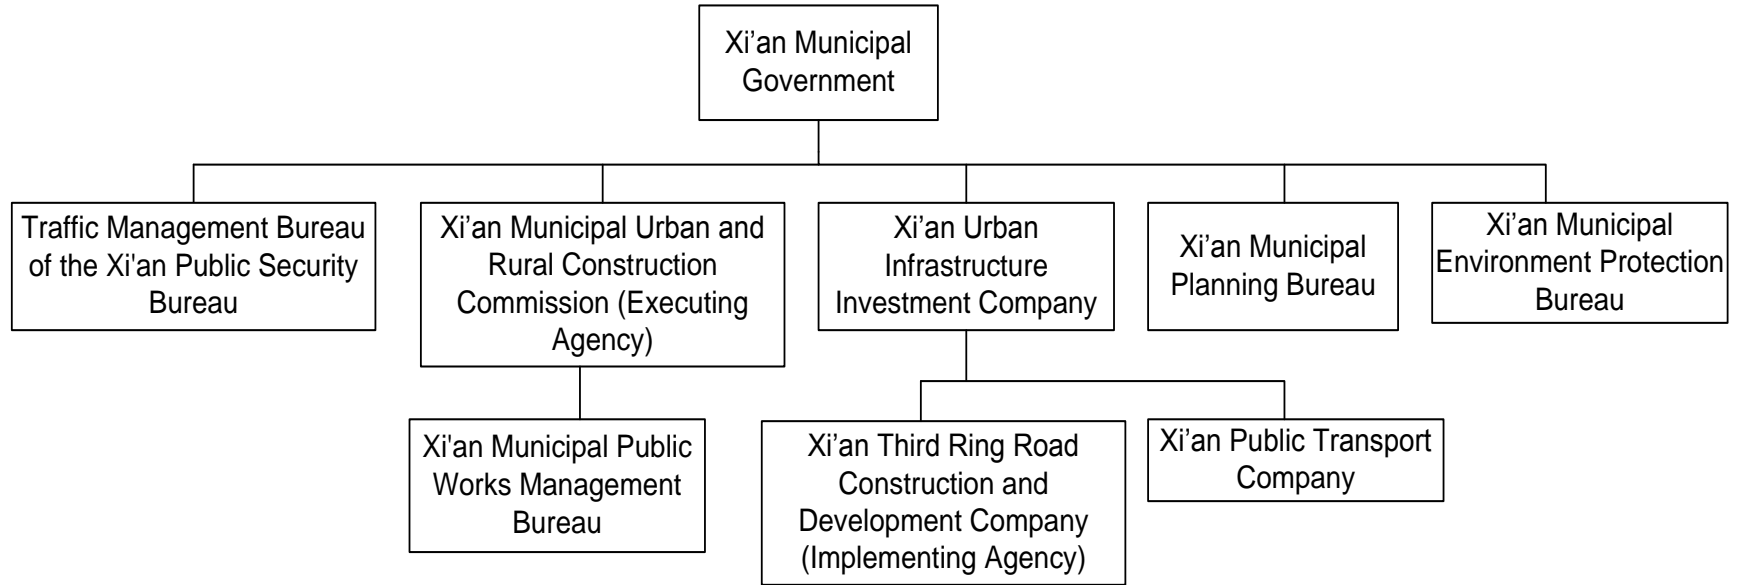 Xi’an Municipal
Government
Traffic Management Bureau
of the Xi'an Public Security
Bureau
Xi’an Municipal Urban and
Rural Construction
Commission (Executing
Agency)
Xi’an Urban
Infrastructure
Investment Company
Xi’an Municipal
Planning Bureau
Xi’an Municipal
Environment Protection
Bureau
Xi'an Municipal Public
Works Management
Bureau
Xi’an Third Ring Road
Construction and
Development Company
(Implementing Agency)
Xi’an Public Transport
Company